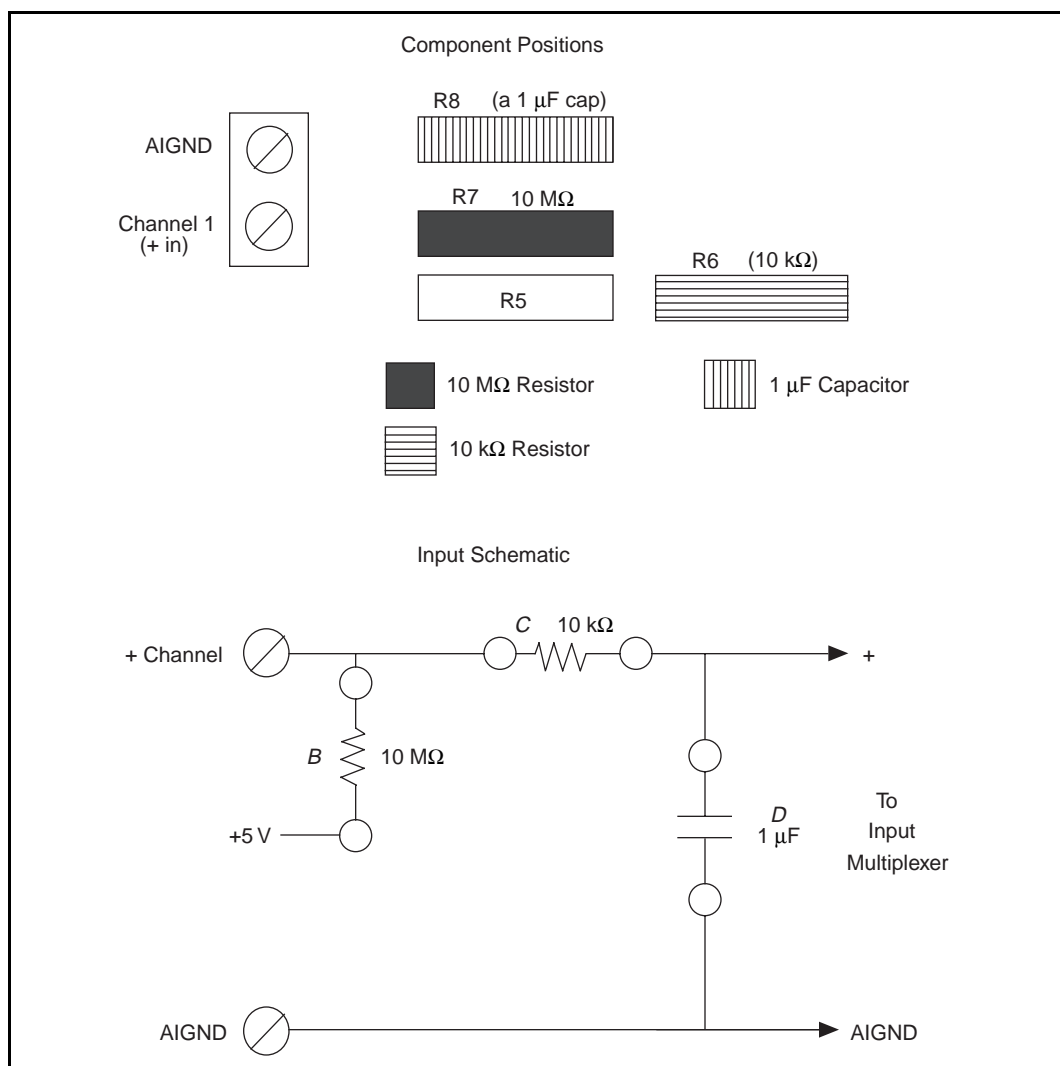 Component Positions
R8 (a 1 μF cap)
AIGND
R7 10 MΩ
Channel 1
(+ in)
R6 (10 kΩ)
R5
10 MΩ Resistor
1 μF Capacitor
10 kΩ Resistor
Input Schematic
C 10 kΩ
+ Channel
+
B 10 MΩ
+5 V
D
1 μF
To
Input
Multiplexer
AIGND
AIGND